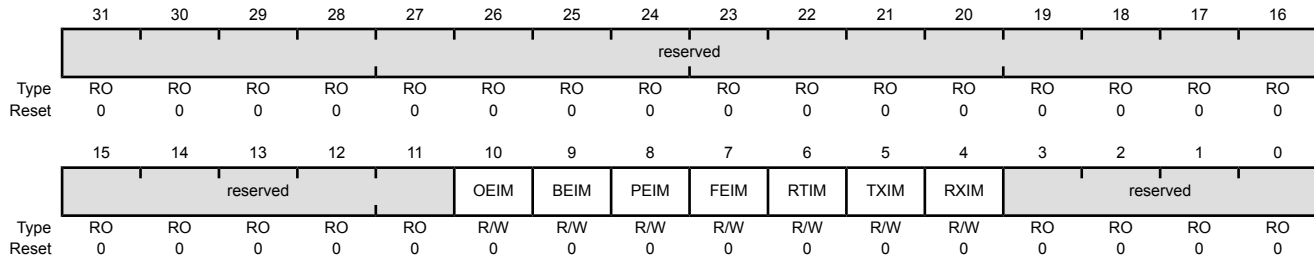 31 30 29 28 27 26 25 24 23 22 21 20 19 18 17 16
reserved
Type RO RO RO RO RO RO RO RO RO RO RO RO RO RO RO RO
Reset 0 0 0 0 0 0 0 0 0 0 0 0 0 0 0 0
15 14 13 12 11 10 9 8 7 6 5 4 3 2 1 0
reserved OEIM BEIM PEIM FEIM RTIM TXIM RXIM reserved
Type RO RO RO RO RO R/W R/W R/W R/W R/W R/W R/W RO RO RO RO
Reset 0 0 0 0 0 0 0 0 0 0 0 0 0 0 0 0